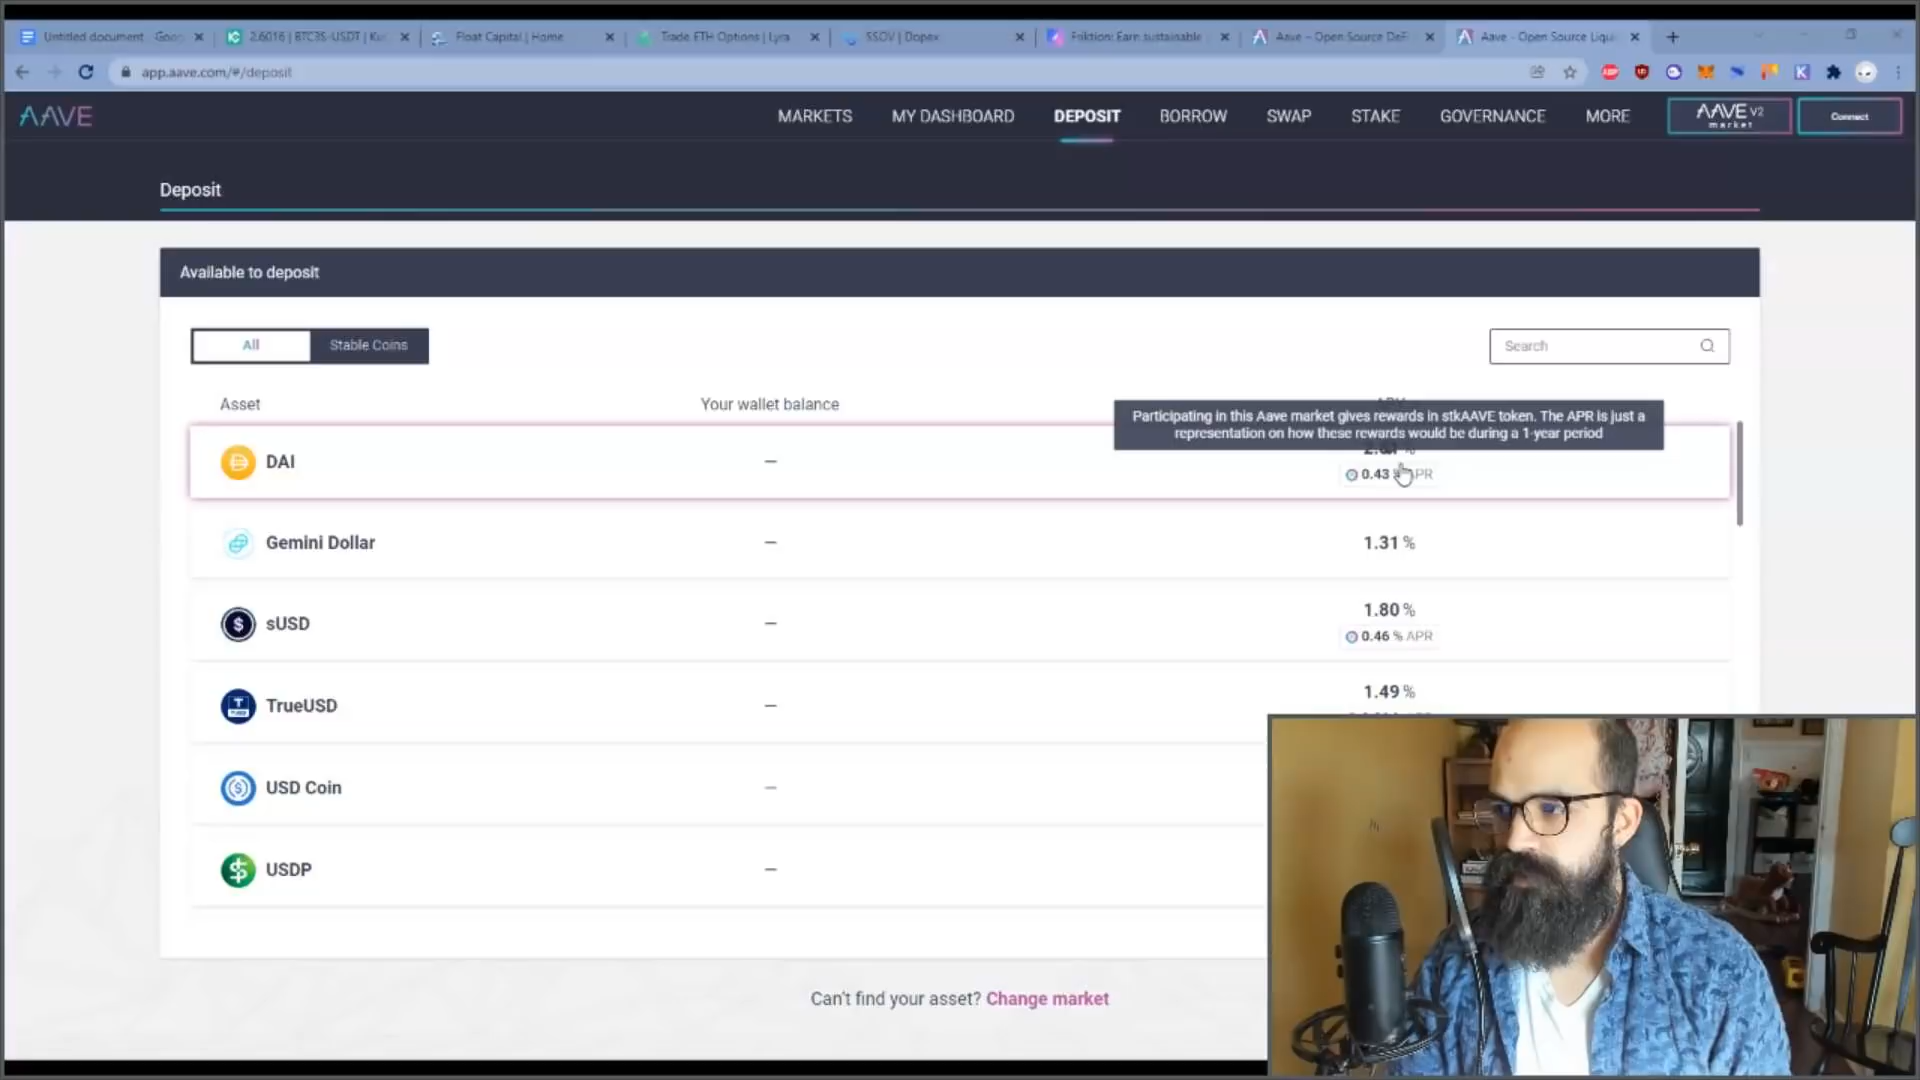 Untitled document - Goo
2.6016 | BTC3S-USDT | Ku
Float Capital | Home
Trade ETH Options | Lyra
SSOV | Dopex
Friktion: Earn sustainable
Aave – Open Source DeFi
Aave - Open Source Liqu
app.aave.com/#/deposit
AAVE
MARKETS
MY DASHBOARD
DEPOSIT
BORROW
SWAP
STAKE
GOVERNANCE
MORE
AAVE V2
market
Connect
Deposit
Available to deposit
All
Stable Coins
Search
Asset
Your wallet balance
Participating in this Aave market gives rewards in stkAAVE token. The APR is just a
representation on how these rewards would be during a 1-year period
DAI
—
0.43 % APR
Gemini Dollar
—
1.31 %
sUSD
—
1.80 %
0.46 % APR
TrueUSD
—
1.49 %
USD Coin
—
USDP
—
Can't find your asset? Change market